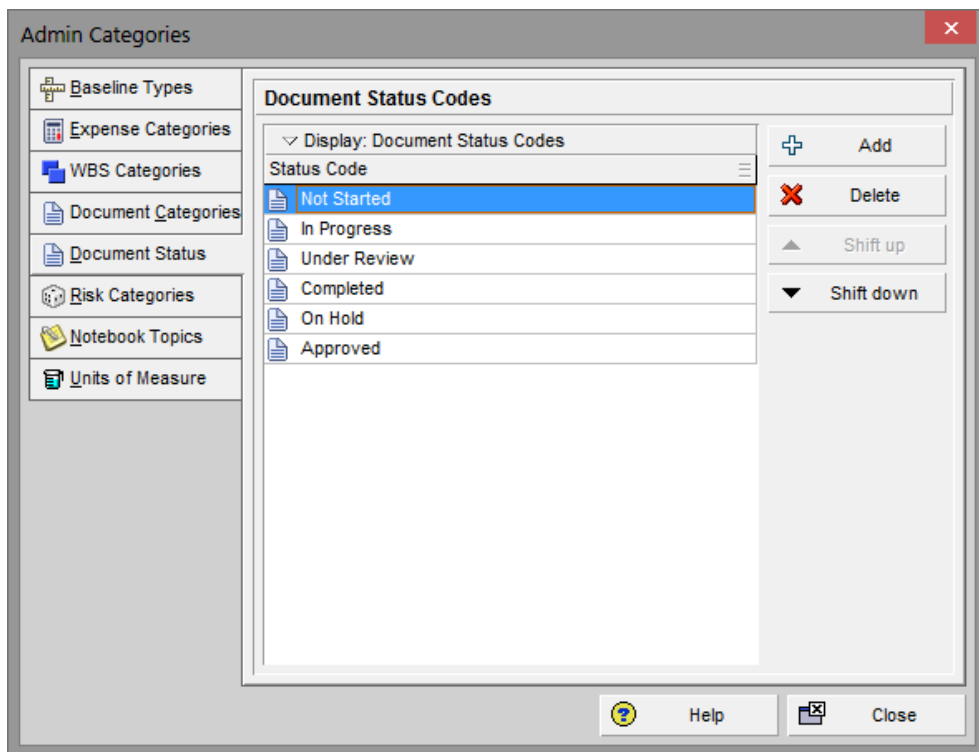 Admin Categories
Baseline Types
Expense Categories
WBS Categories
Document Categories
Document Status
Risk Categories
Notebook Topics
Units of Measure
Document Status Codes
Display: Document Status Codes
Status Code
Not Started
In Progress
Under Review
Completed
On Hold
Approved
Add
Delete
Shift up
Shift down
Help
Close